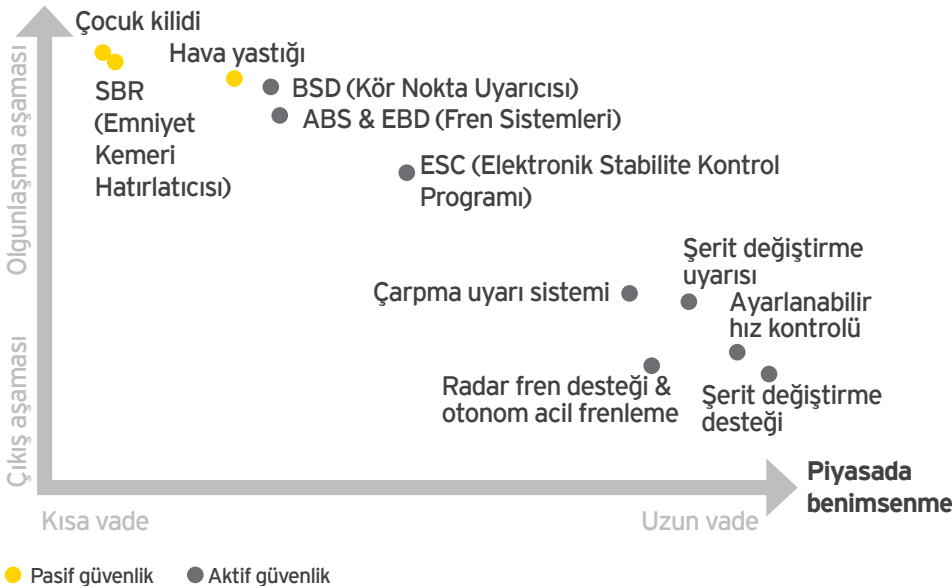 Çocuk kilidi
Hava yastığı
SBR
(Emniyet
Kemeri
Hatırlatıcısı)
BSD (Kör Nokta Uyarıcısı)
ABS & EBD (Fren Sistemleri)
ESC (Elektronik Stabilite Kontrol
Programı)
Şerit değiştirme
uyarısı
Çarpma uyarı sistemi
Ayarlanabilir
hız kontrolü
Radar fren desteği &
otonom acil frenleme
Şerit değiştirme
desteği
Olgunlaşma aşaması
Çıkış aşaması
Piyasada
benimsenme
Kısa vade
Uzun vade
Pasif güvenlik
Aktif güvenlik